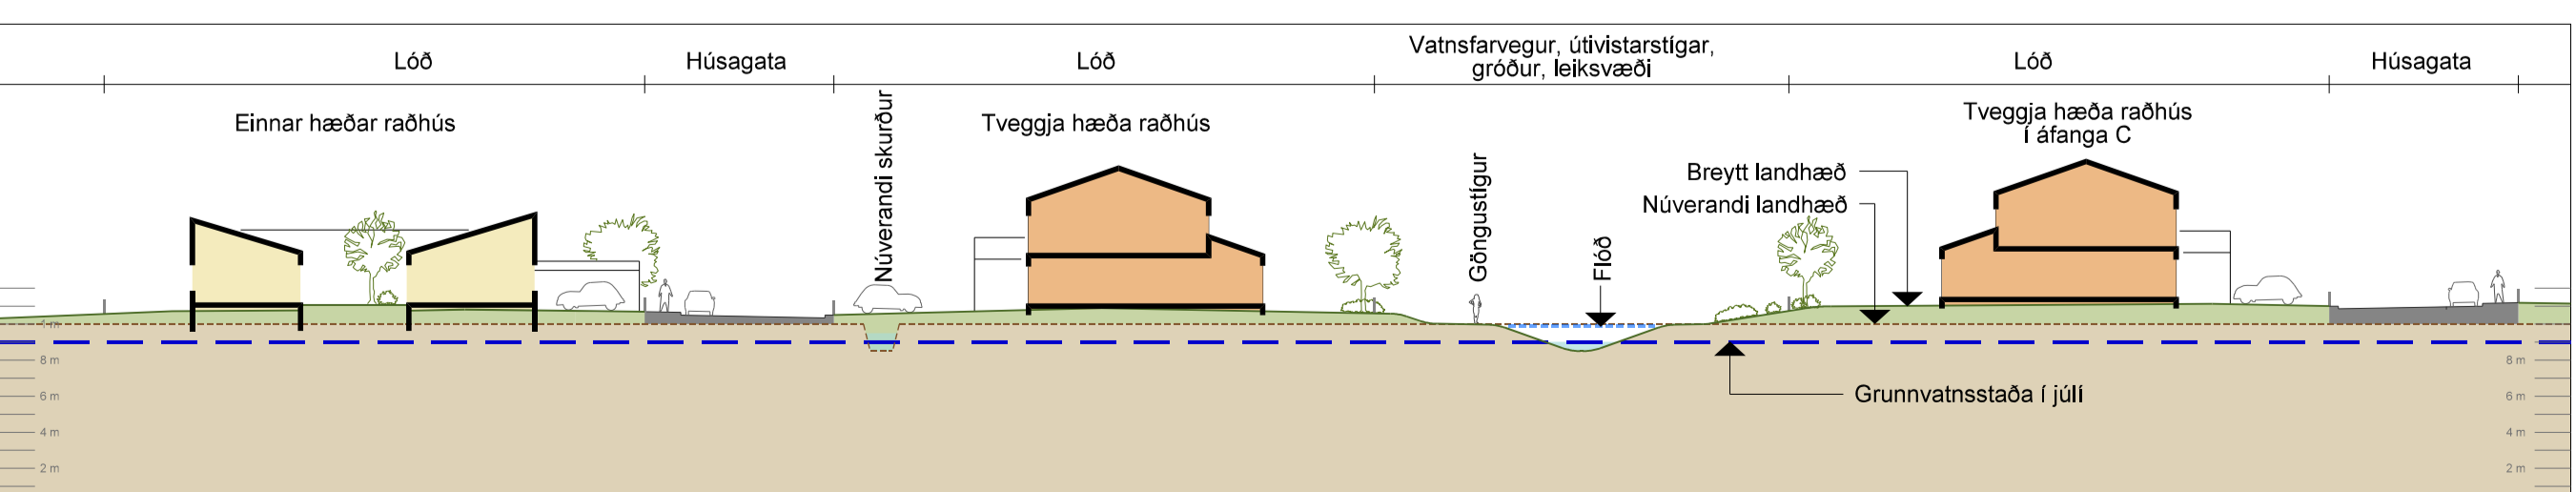 Lóð
Húsagata
Lóð
Vatnsfarvegur, útivistarstígar,
gróður, leiksvæði
Lóð
Húsagata
Einnar hæðar raðhús
Núverandi skurður
Tveggja hæða raðhús
Göngustígur
Flóð
Tveggja hæða raðhús
í áfanga C
Breytt landhæð
Núverandi landhæð
Grunnvatnsstaða í júlí
8 m
6 m
4 m
2 m
8 m
6 m
4 m
2 m